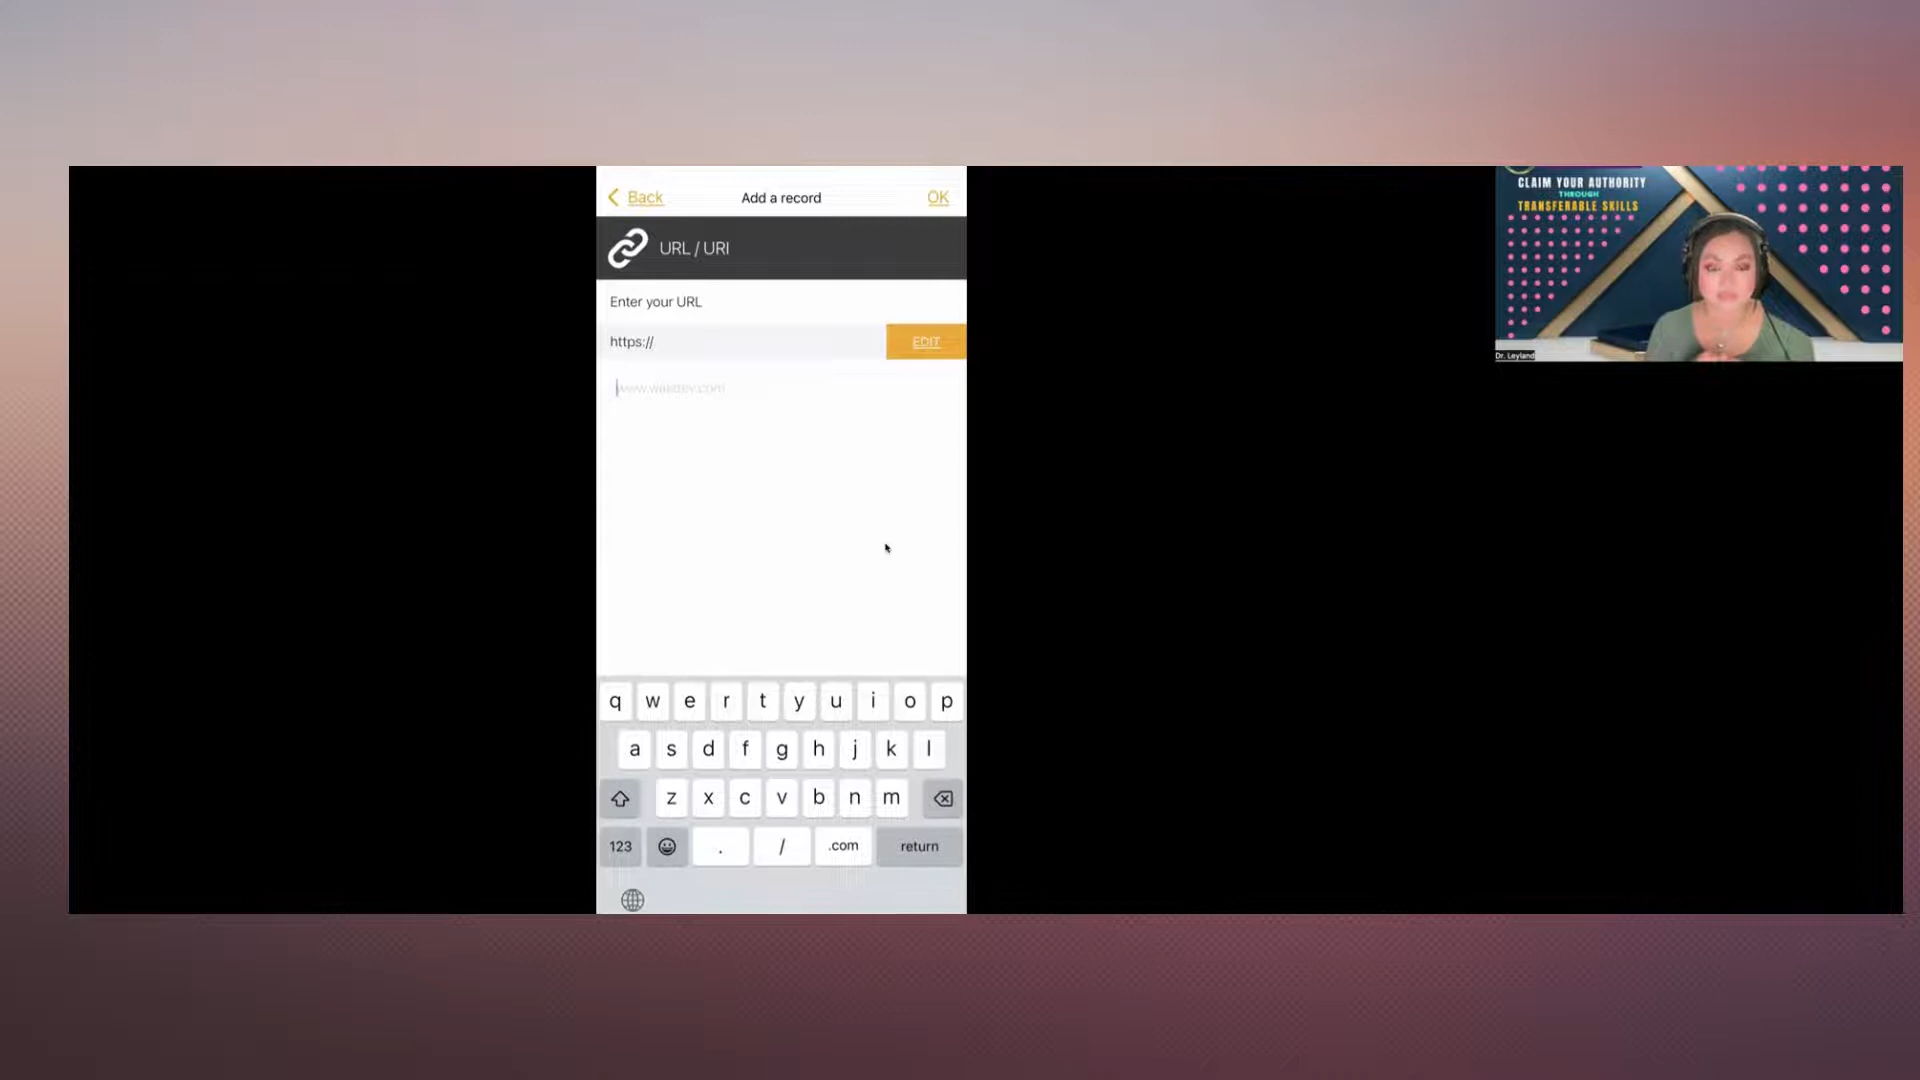 Back
Add a record
OK
URL / URI
Enter your URL
https://
EDIT
q w e r t y u i o p
a s d f g h j k l
z x c v b n m
123
.
/
.com
return
CLAIM YOUR AUTHORITY
THROUGH
TRANSFERABLE SKILLS
Dr. Leyland